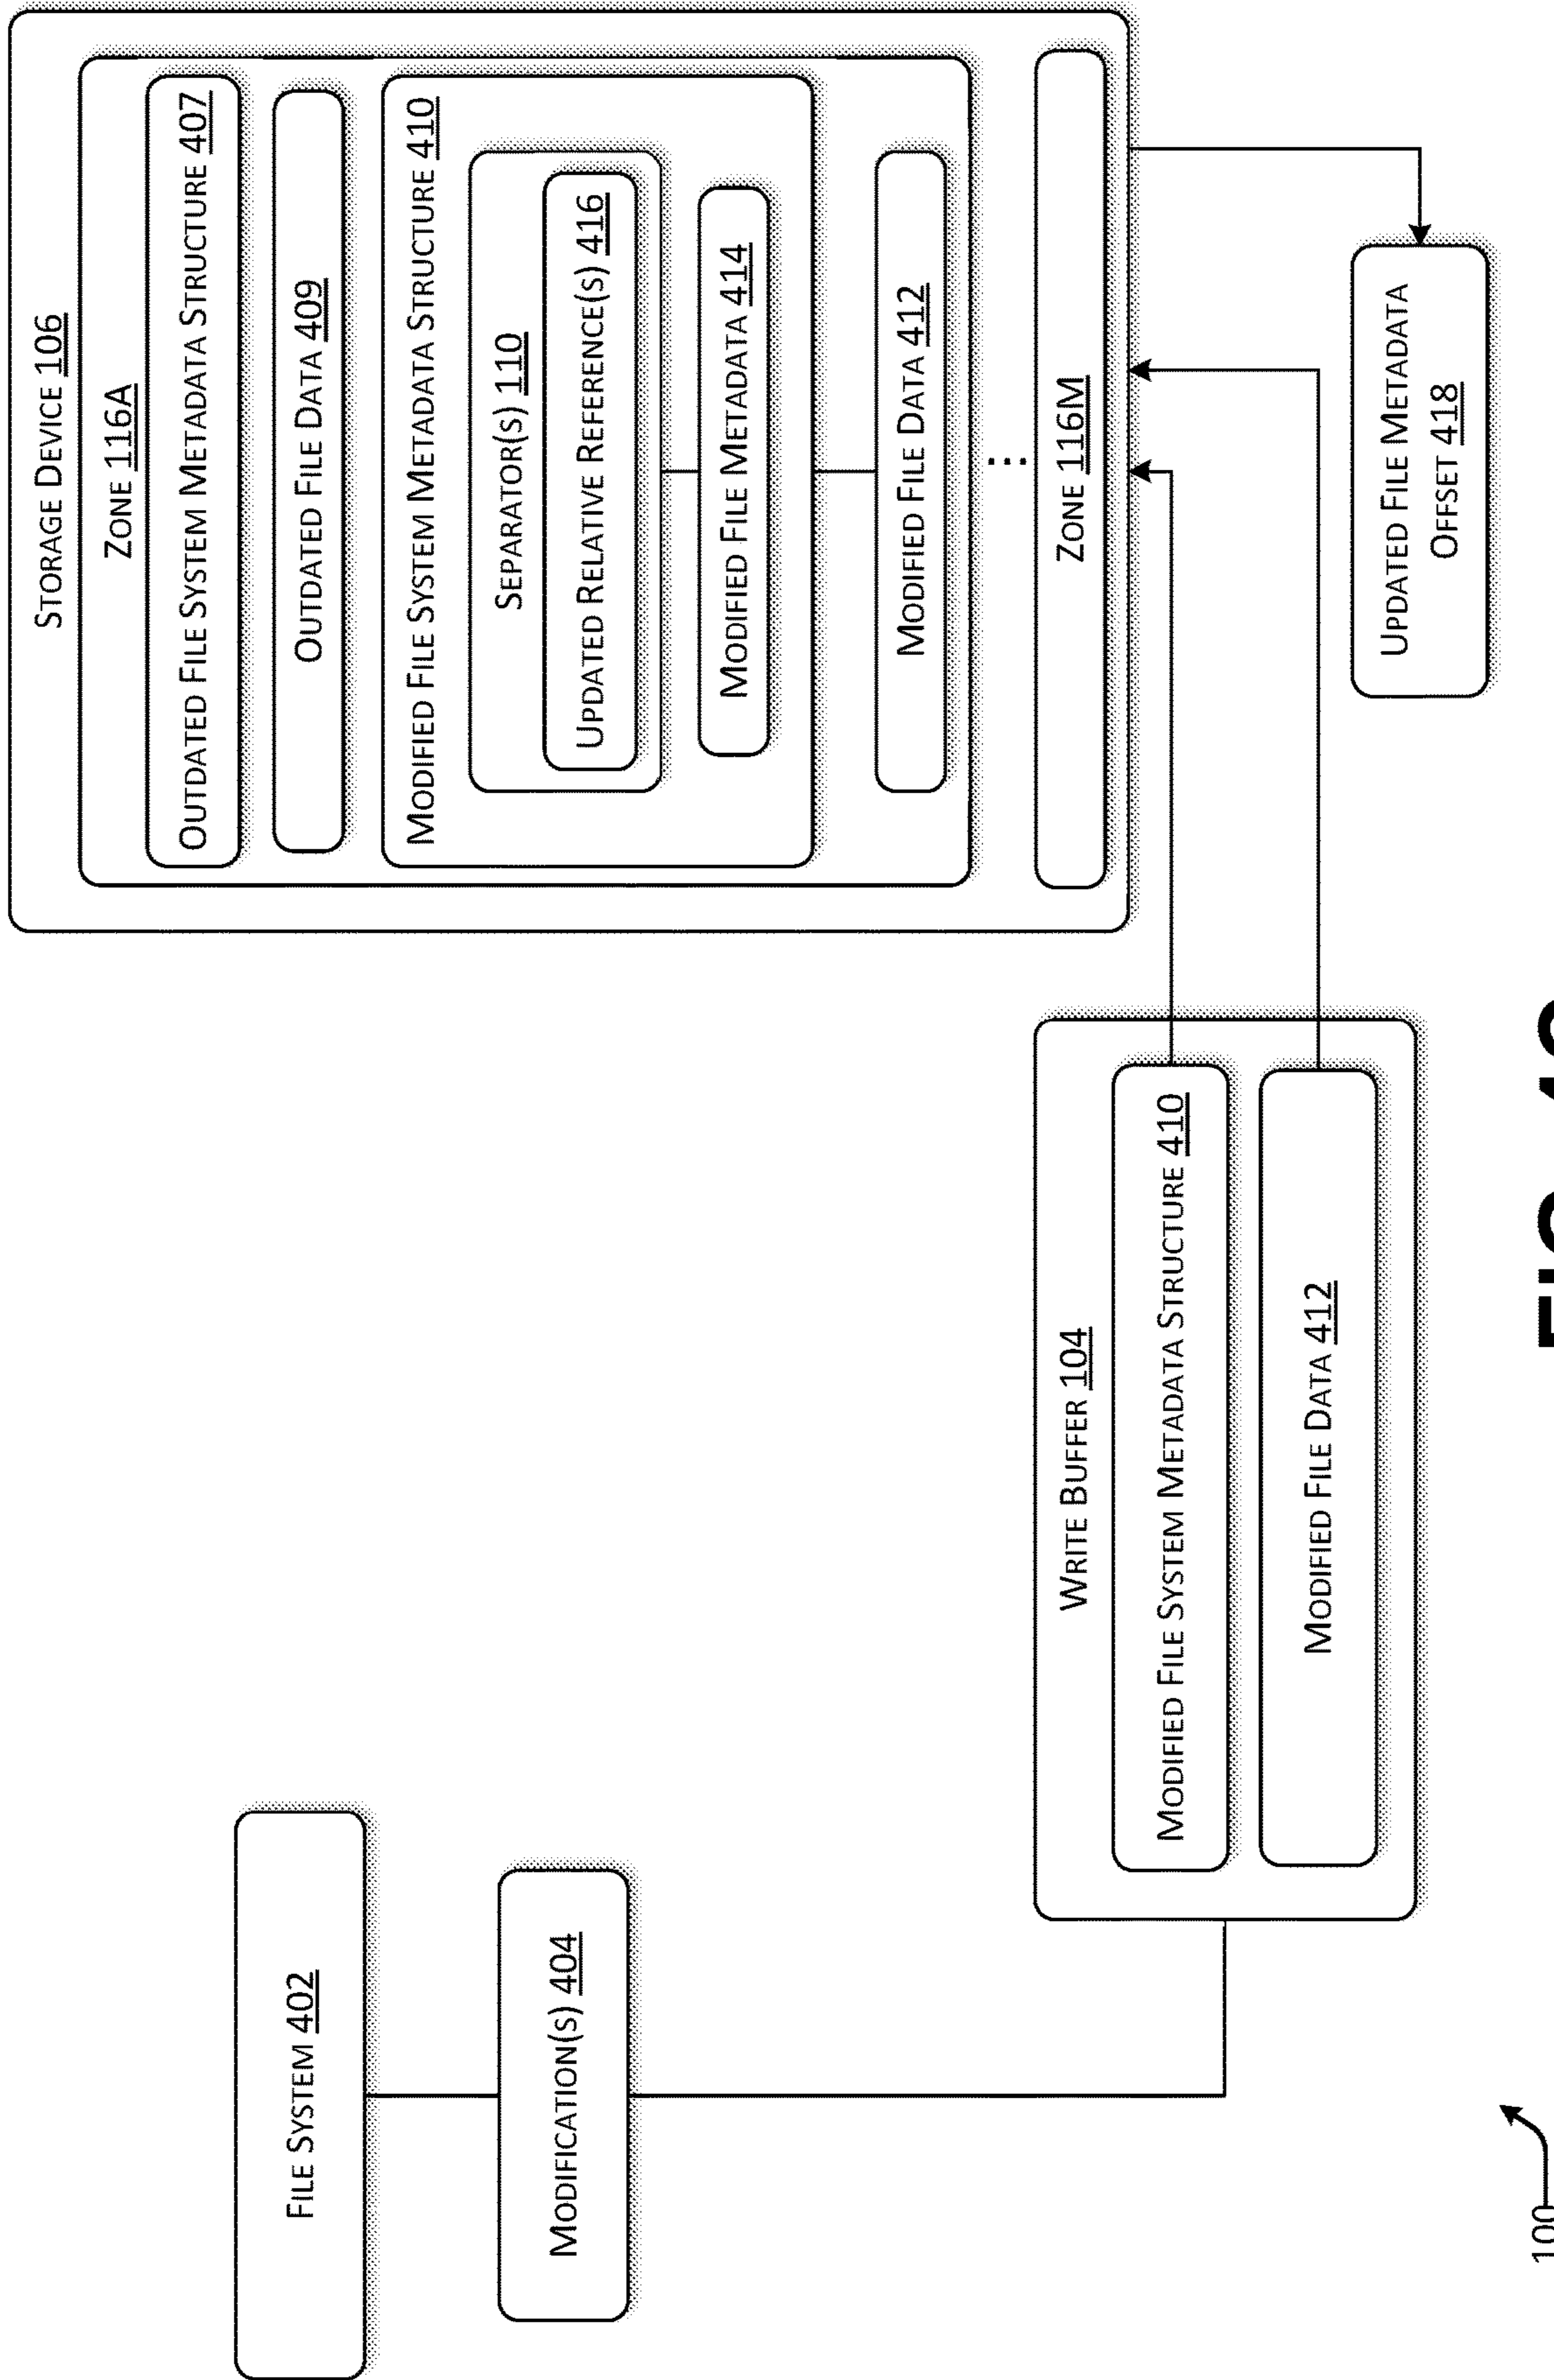 STORAGE DEVICE 106
ZONE 116A
OUTDATED FILE SYSTEM METADATA STRUCTURE 407
OUTDATED FILE DATA 409
MODIFIED FILE SYSTEM METADATA STRUCTURE 410
SEPARATOR(S) 110
UPDATED RELATIVE REFERENCE(S) 416
MODIFIED FILE METADATA 414
MODIFIED FILE DATA 412
...
ZONE 116M
UPDATED FILE METADATA
OFFSET 418
FILE SYSTEM 402
MODIFICATION(S) 404
WRITE BUFFER 104
MODIFIED FILE SYSTEM METADATA STRUCTURE 410
MODIFIED FILE DATA 412
100